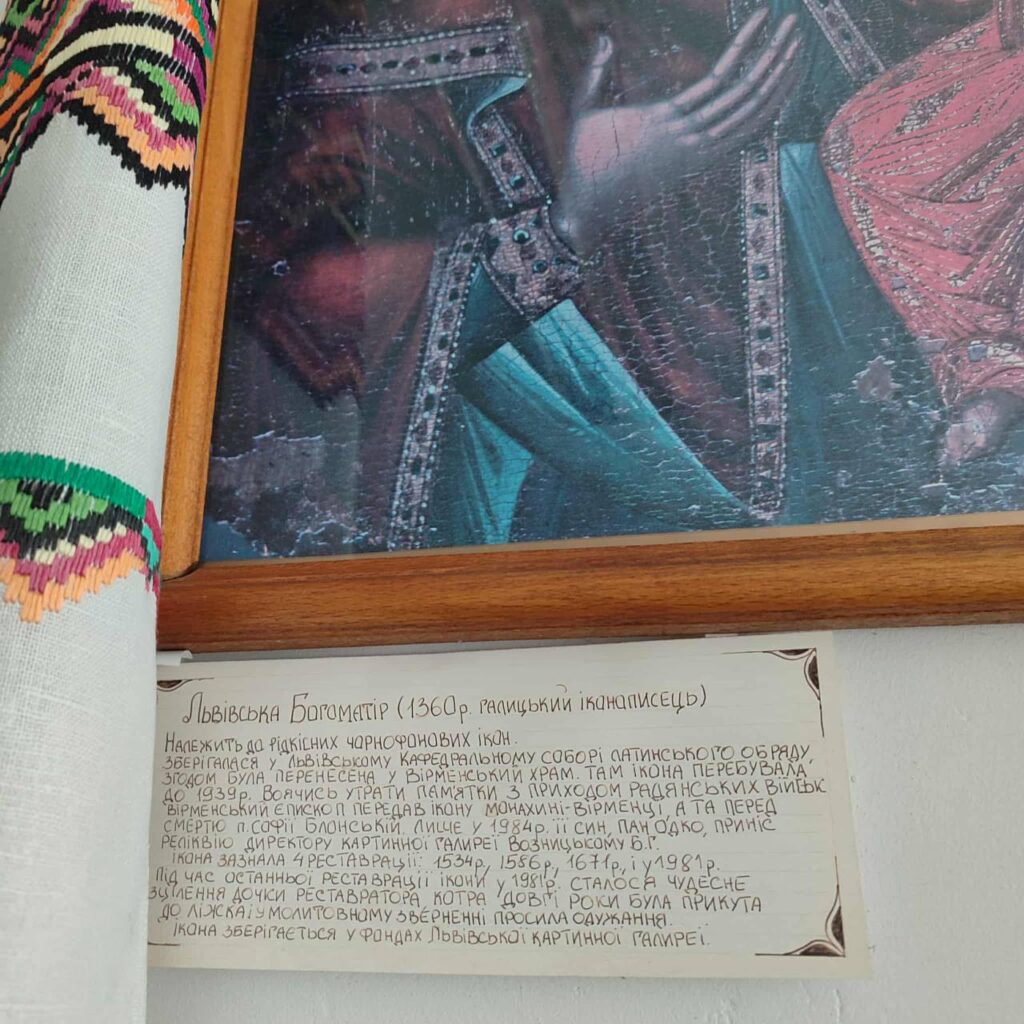 Львівська Богоматір (1360р. галицький іконописець)
Належить до рідкісних чорнофонових ікон.
Зберігалася у Львівському кафедральному соборі латинського обряду,
згодом була перенесена у вірменський храм. Там ікона перебувала
до 1939р. Боячись утрати пам'ятки з приходом радянських військ
вірменський єпископ передав ікону монахині-вірменці, а та перед
смертю п. Софії Блонській. Лише у 1984р. її син, пан Одко, приніс
реліквію директору картинної галиреї Возницьому Б.Г.
Ікона зазнала 4 реставрації: 1534р, 1586р, 1671р, і у 1981р.
Під час останньої реставрації ікони у 1981р. сталося чудесне
зцілення дочки реставратора, котра довгі роки була прикута
до ліжка і у молитовному зверненні просила одужання.
Ікона зберігається у фондах Львівської картинної галиреї.